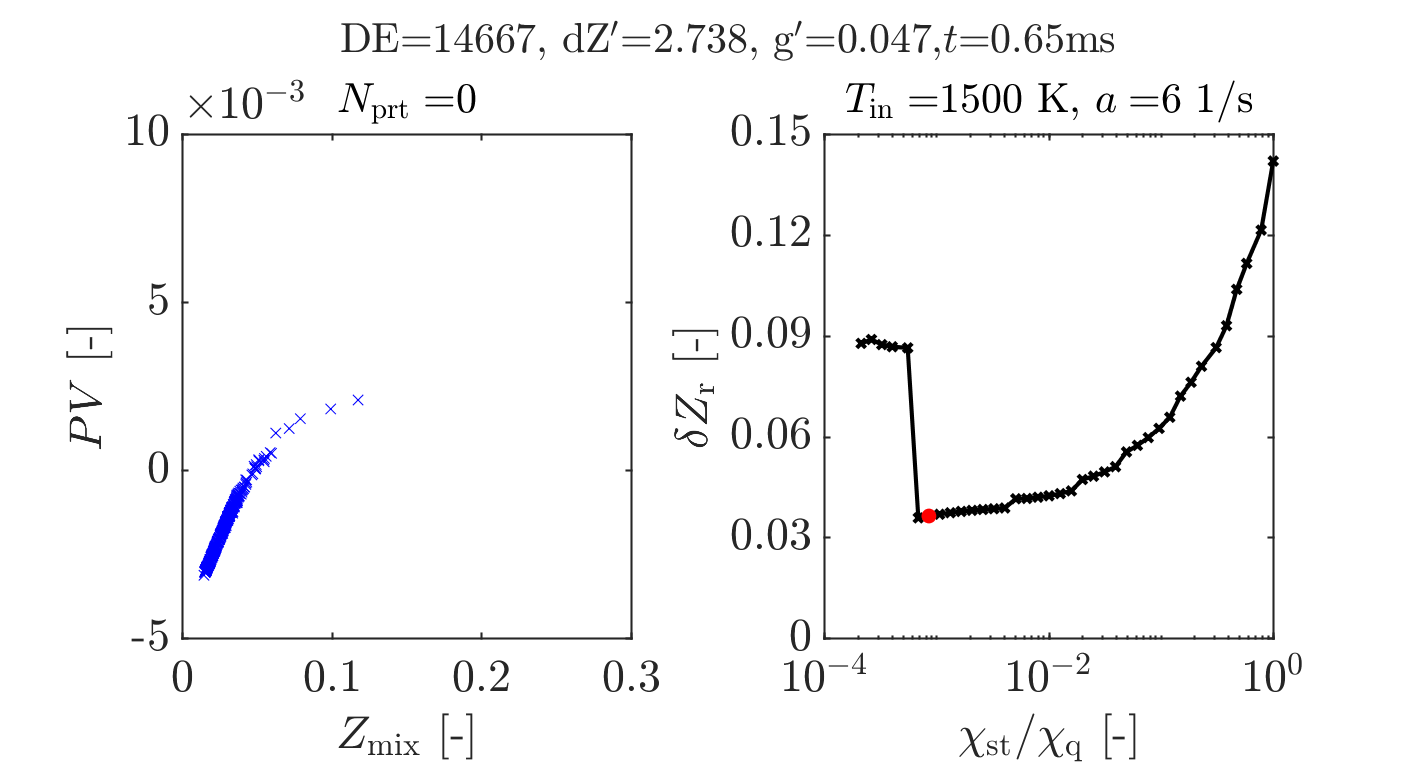 DE=14667, dZ′=2.738, g′=0.047,t=0.65ms
×10⁻³ N_prt =0
10
5
0
-5
0 0.1 0.2 0.3
PV [-]
Z_mix [-]
T_in =1500 K, a =6 1/s
0.15
0.12
0.09
0.06
0.03
0
10⁻⁴ 10⁻² 10⁰
δZ_r [-]
χ_st/χ_q [-]